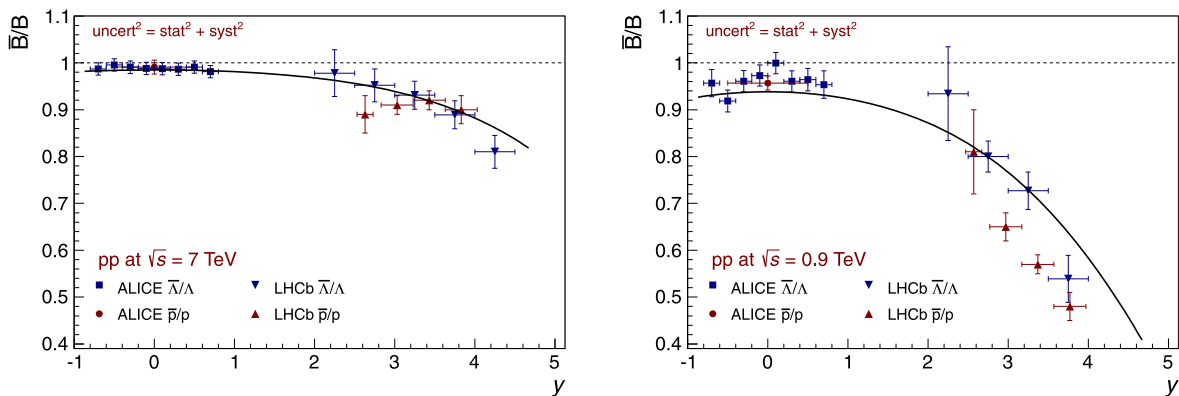 B̅/B
uncert² = stat² + syst²
1.1
1
0.9
0.8
0.7
0.6
0.5
0.4
pp at √s = 7 TeV
ALICE Λ̅/Λ
LHCb Λ̅/Λ
ALICE p̅/p
LHCb p̅/p
-1 0 1 2 3 4 5
y
B̅/B
uncert² = stat² + syst²
1.1
1
0.9
0.8
0.7
0.6
0.5
0.4
pp at √s = 0.9 TeV
ALICE Λ̅/Λ
LHCb Λ̅/Λ
ALICE p̅/p
LHCb p̅/p
-1 0 1 2 3 4 5
y